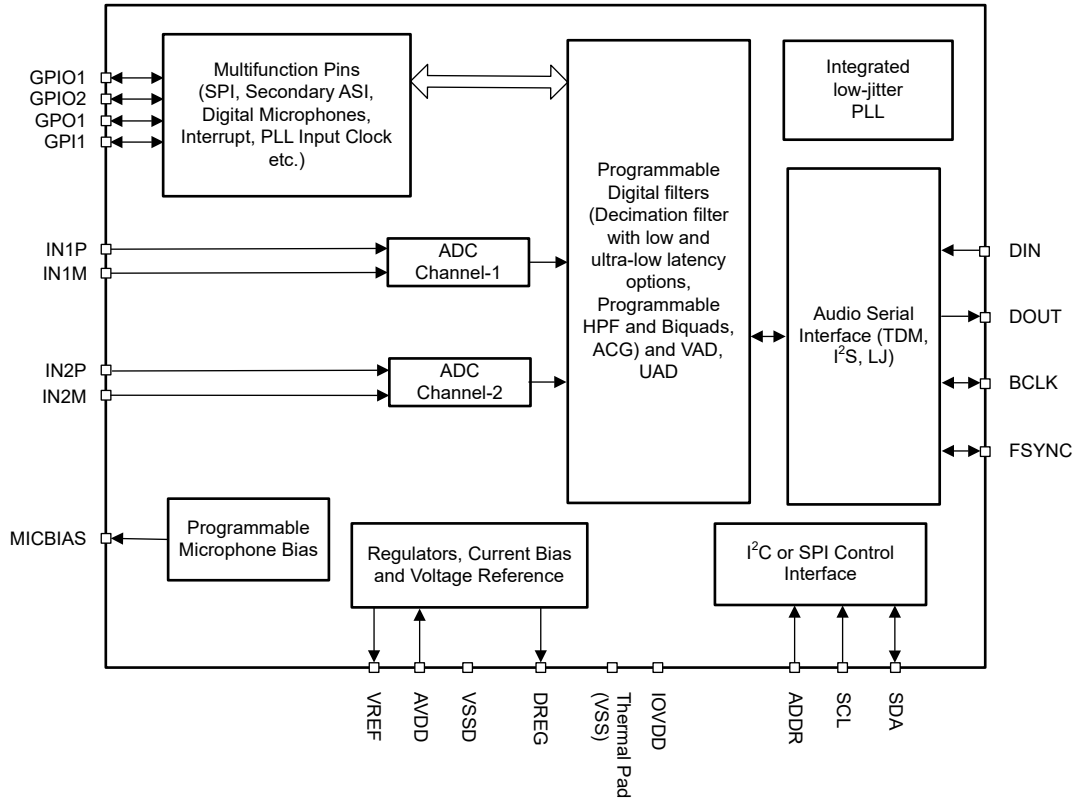 GPIO1
GPIO2
GPO1
GPI1
Multifunction Pins
(SPI, Secondary ASI,
Digital Microphones,
Interrupt, PLL Input Clock
etc.)
Integrated
low-jitter
PLL
Programmable
Digital filters
(Decimation filter
with low and
ultra-low latency
options,
Programmable
HPF and Biquads,
ACG) and VAD,
UAD
IN1P
IN1M
ADC
Channel-1
IN2P
IN2M
ADC
Channel-2
Audio Serial
Interface (TDM,
I²S, LJ)
DIN
DOUT
BCLK
FSYNC
MICBIAS
Programmable
Microphone Bias
Regulators, Current Bias
and Voltage Reference
I²C or SPI Control
Interface
VREF
AVDD
VSSD
DREG
Thermal Pad
(VSS)
IOVDD
ADDR
SCL
SDA